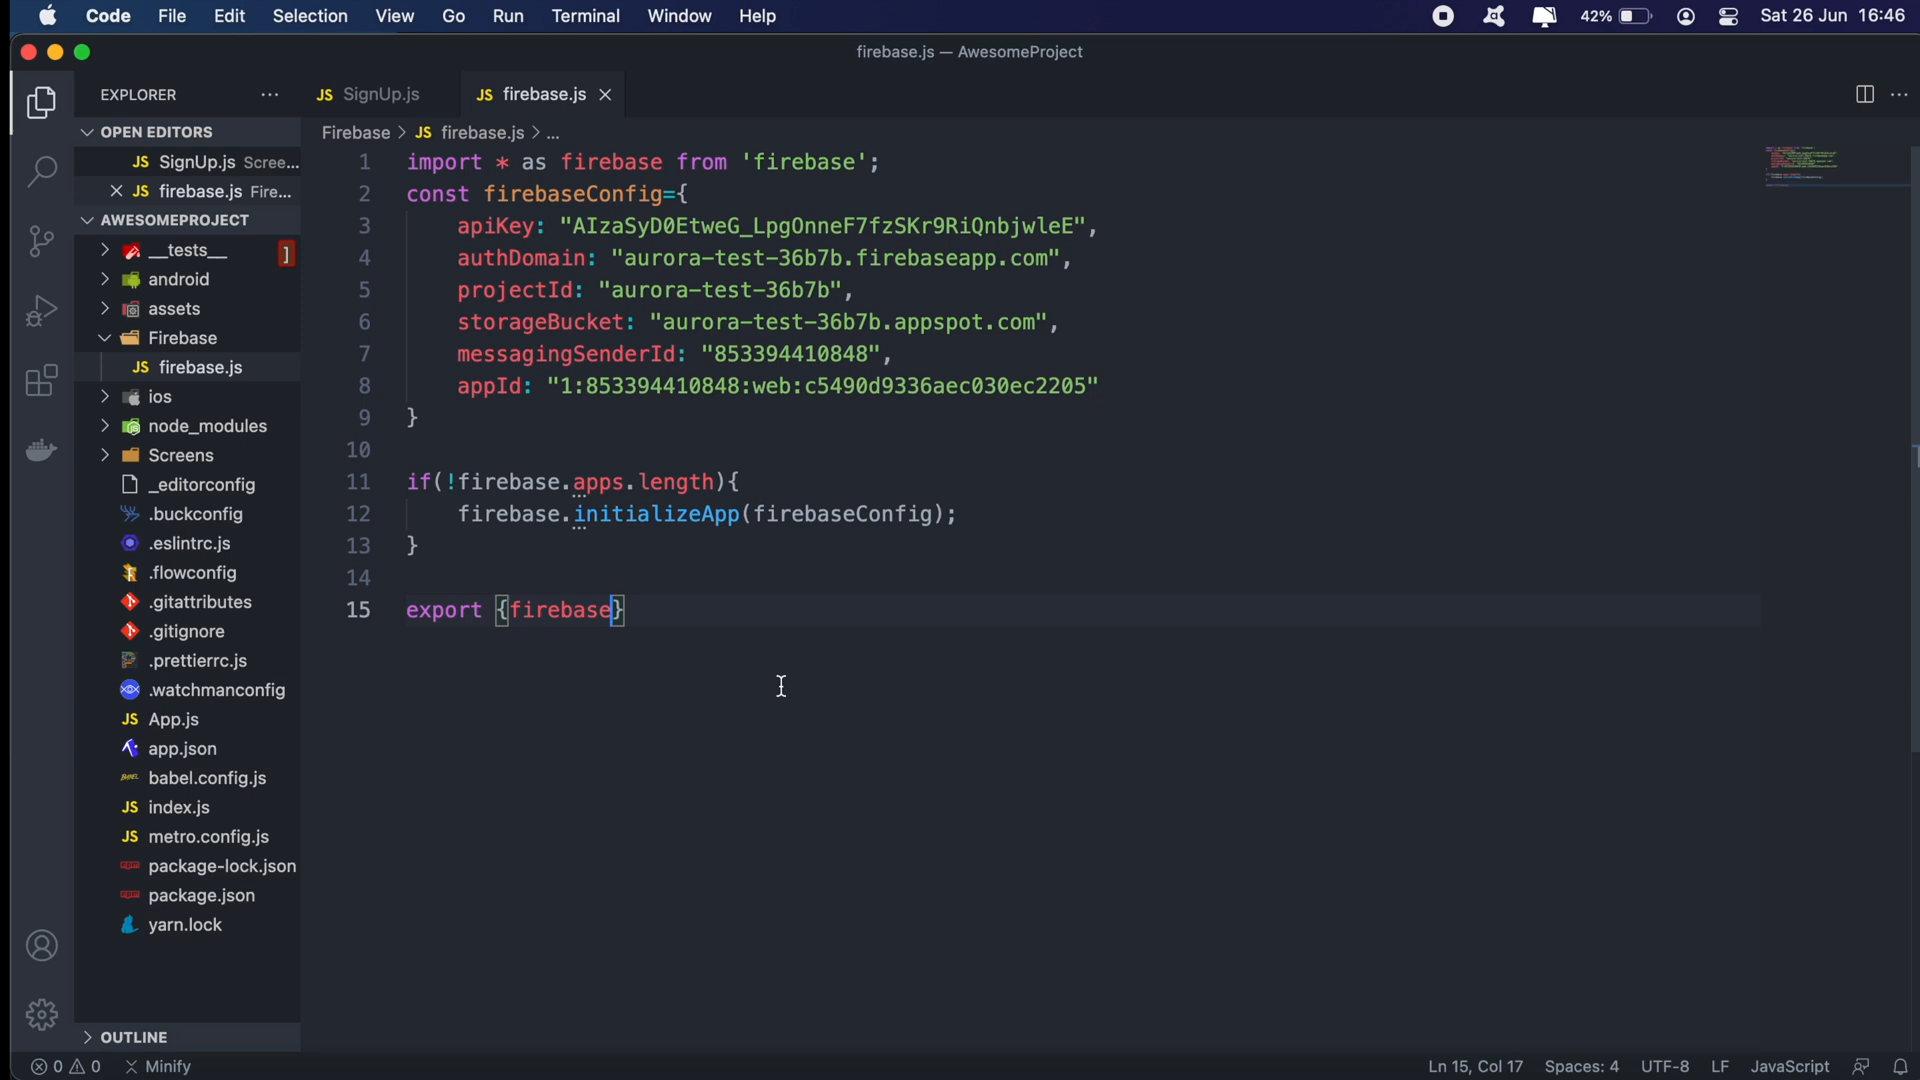 Code File Edit Selection View Go Run Terminal Window Help 42% Sat 26 Jun 16:46
firebase.js — AwesomeProject
EXPLORER ··· JS SignUp.js JS firebase.js
OPEN EDITORS
Firebase > JS firebase.js > ...
JS SignUp.js Scree...
JS firebase.js Fire...
AWESOMEPROJECT
__tests__ ]
android
assets
Firebase
JS firebase.js
ios
node_modules
Screens
_editorconfig
.buckconfig
.eslintrc.js
.flowconfig
.gitattributes
.gitignore
.prettierrc.js
.watchmanconfig
JS App.js
app.json
babel.config.js
JS index.js
JS metro.config.js
package-lock.json
package.json
yarn.lock
OUTLINE
1 import * as firebase from 'firebase';
2 const firebaseConfig={
3 apiKey: "AIzaSyD0EtweG_LpgOnneF7fzSKr9RiQnbjwleE",
4 authDomain: "aurora-test-36b7b.firebaseapp.com",
5 projectId: "aurora-test-36b7b",
6 storageBucket: "aurora-test-36b7b.appspot.com",
7 messagingSenderId: "853394410848",
8 appId: "1:853394410848:web:c5490d9336aec030ec2205"
9 }
10
11 if(!firebase.apps.length){
12 firebase.initializeApp(firebaseConfig);
13 }
14
15 export {firebase}
0 0 Minify Ln 15, Col 17 Spaces: 4 UTF-8 LF JavaScript